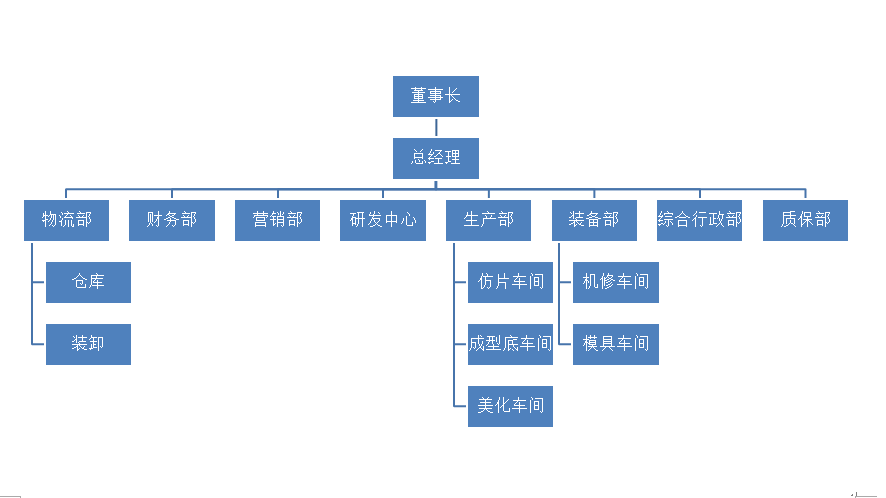 董事长
总经理
物流部
财务部
营销部
研发中心
生产部
装备部
综合行政部
质保部
仓库
仿片车间
机修车间
装卸
成型底车间
模具车间
美化车间